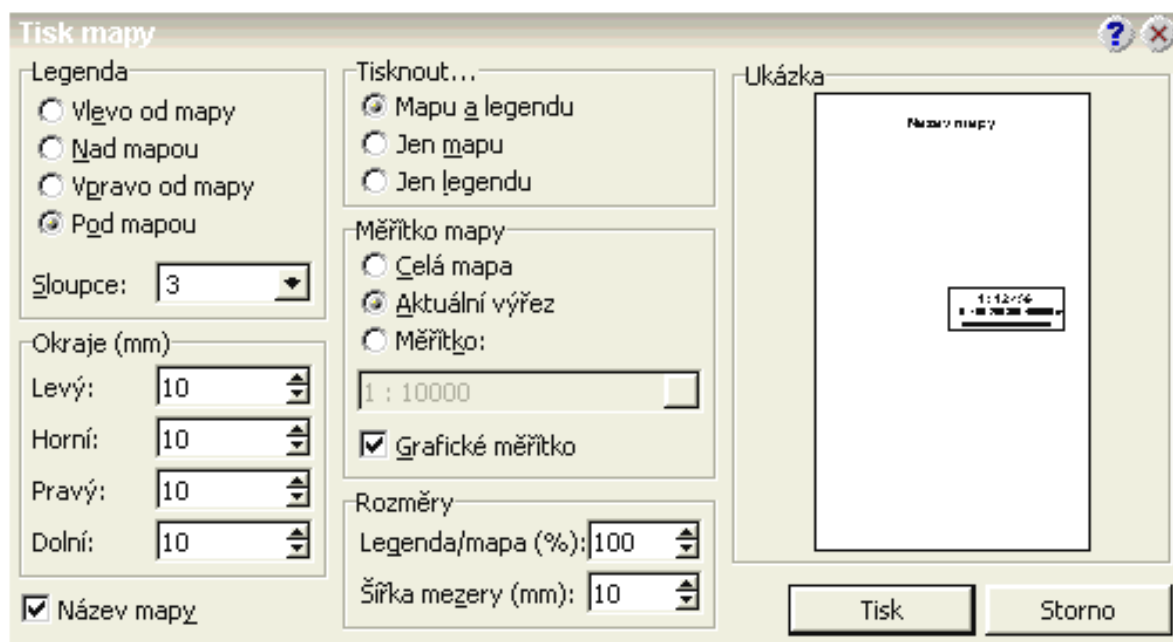 Tisk mapy
Legenda
Vlevo od mapy
Nad mapou
Vpravo od mapy
Pod mapou
Sloupce: 3
Okraje (mm)
Levý: 10
Horní: 10
Pravý: 10
Dolní: 10
Název mapy
Tisknout...
Mapu a legendu
Jen mapu
Jen legendu
Měřítko mapy
Celá mapa
Aktuální výřez
Měřítko:
1 : 10000
Grafické měřítko
Rozměry
Legenda/mapa (%): 100
Šířka mezery (mm): 10
Ukázka
Název mapy
Tisk
Storno